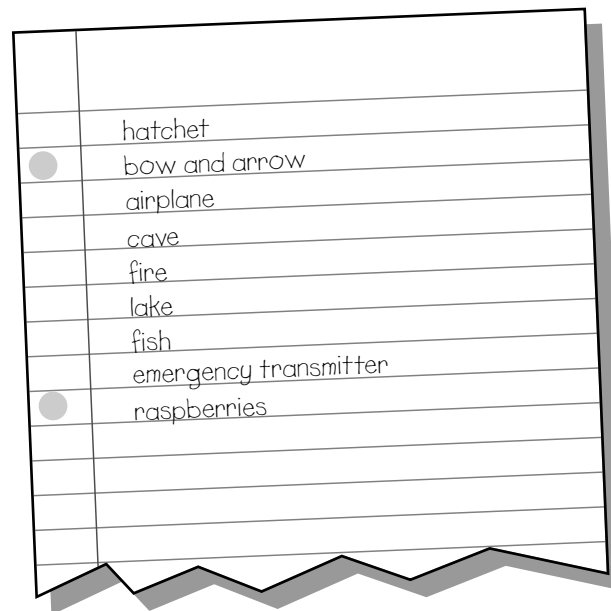 hatchet
bow and arrow
airplane
cave
fire
lake
fish
emergency transmitter
raspberries